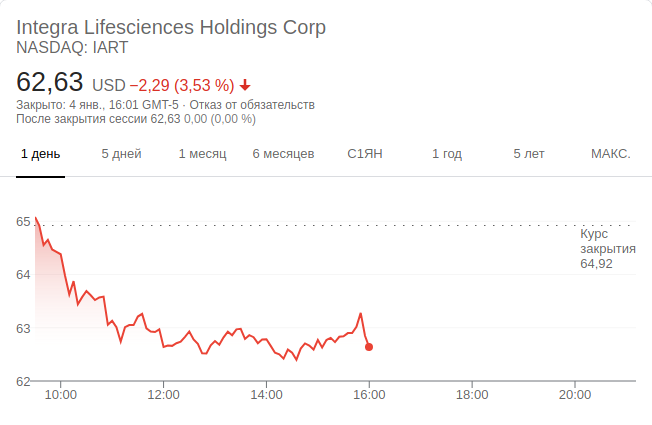 Integra Lifesciences Holdings Corp
NASDAQ: IART
62,63 USD −2,29 (3,53 %)
Закрыто: 4 янв., 16:01 GMT-5 · Отказ от обязательств
После закрытия сессии 62,63 0,00 (0,00 %)
1 день 5 дней 1 месяц 6 месяцев С1ЯН 1 год 5 лет МАКС.
65
Курс
закрытия
64,92
64
63
62
10:00 12:00 14:00 16:00 18:00 20:00